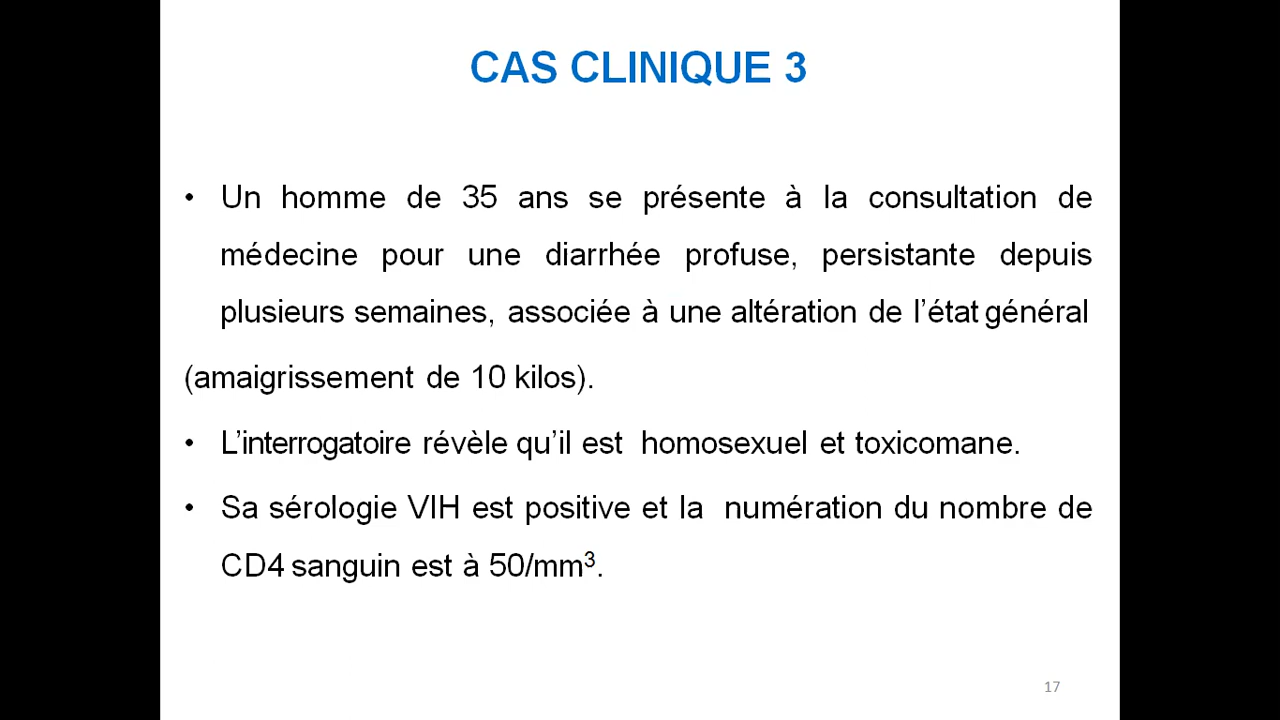 CAS CLINIQUE 3
• Un homme de 35 ans se présente à la consultation de
médecine pour une diarrhée profuse, persistante depuis
plusieurs semaines, associée à une altération de l’état général
(amaigrissement de 10 kilos).
• L’interrogatoire révèle qu’il est homosexuel et toxicomane.
• Sa sérologie VIH est positive et la numération du nombre de
CD4 sanguin est à 50/mm³.
17